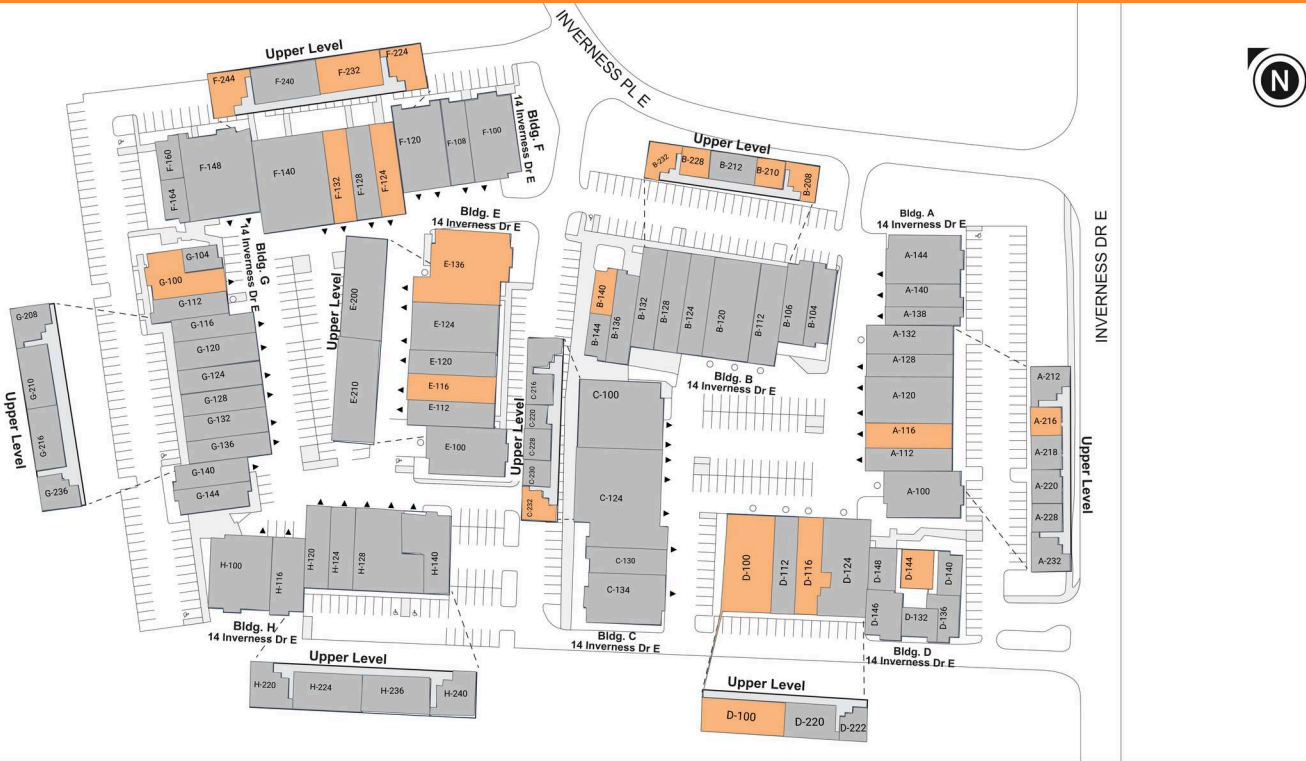 INVERNESS PL E
INVERNESS DR E
N
Upper Level
F-244
F-240
F-232
F-224
Bldg. F
14 Inverness Dr E
F-160
F-164
F-148
F-140
F-132
F-128
F-124
F-120
F-108
F-100
Upper Level
B-232
B-228
B-212
B-210
B-208
Bldg. G
14 Inverness Dr E
G-104
G-100
G-112
G-116
G-120
G-124
G-128
G-132
G-136
G-140
G-144
Upper Level
G-208
G-210
G-216
G-236
Bldg. E
14 Inverness Dr E
E-136
E-124
E-120
E-116
E-112
E-100
Upper Level
E-200
E-210
B-140
B-144
B-136
B-132
B-128
B-124
B-120
B-112
B-106
B-104
Bldg. B
14 Inverness Dr E
Bldg. A
14 Inverness Dr E
A-144
A-140
A-138
A-132
A-128
A-120
A-116
A-112
A-100
Upper Level
A-212
A-216
A-218
A-220
A-228
A-232
Upper Level
C-216
C-220
C-228
C-230
C-232
C-100
C-124
C-130
C-134
Bldg. C
14 Inverness Dr E
H-100
H-116
H-120
H-124
H-128
H-140
Bldg. H
14 Inverness Dr E
Upper Level
H-220
H-224
H-236
H-240
D-100
D-112
D-116
D-124
D-148
D-144
D-140
D-146
D-132
D-136
Bldg. D
14 Inverness Dr E
Upper Level
D-100
D-220
D-222